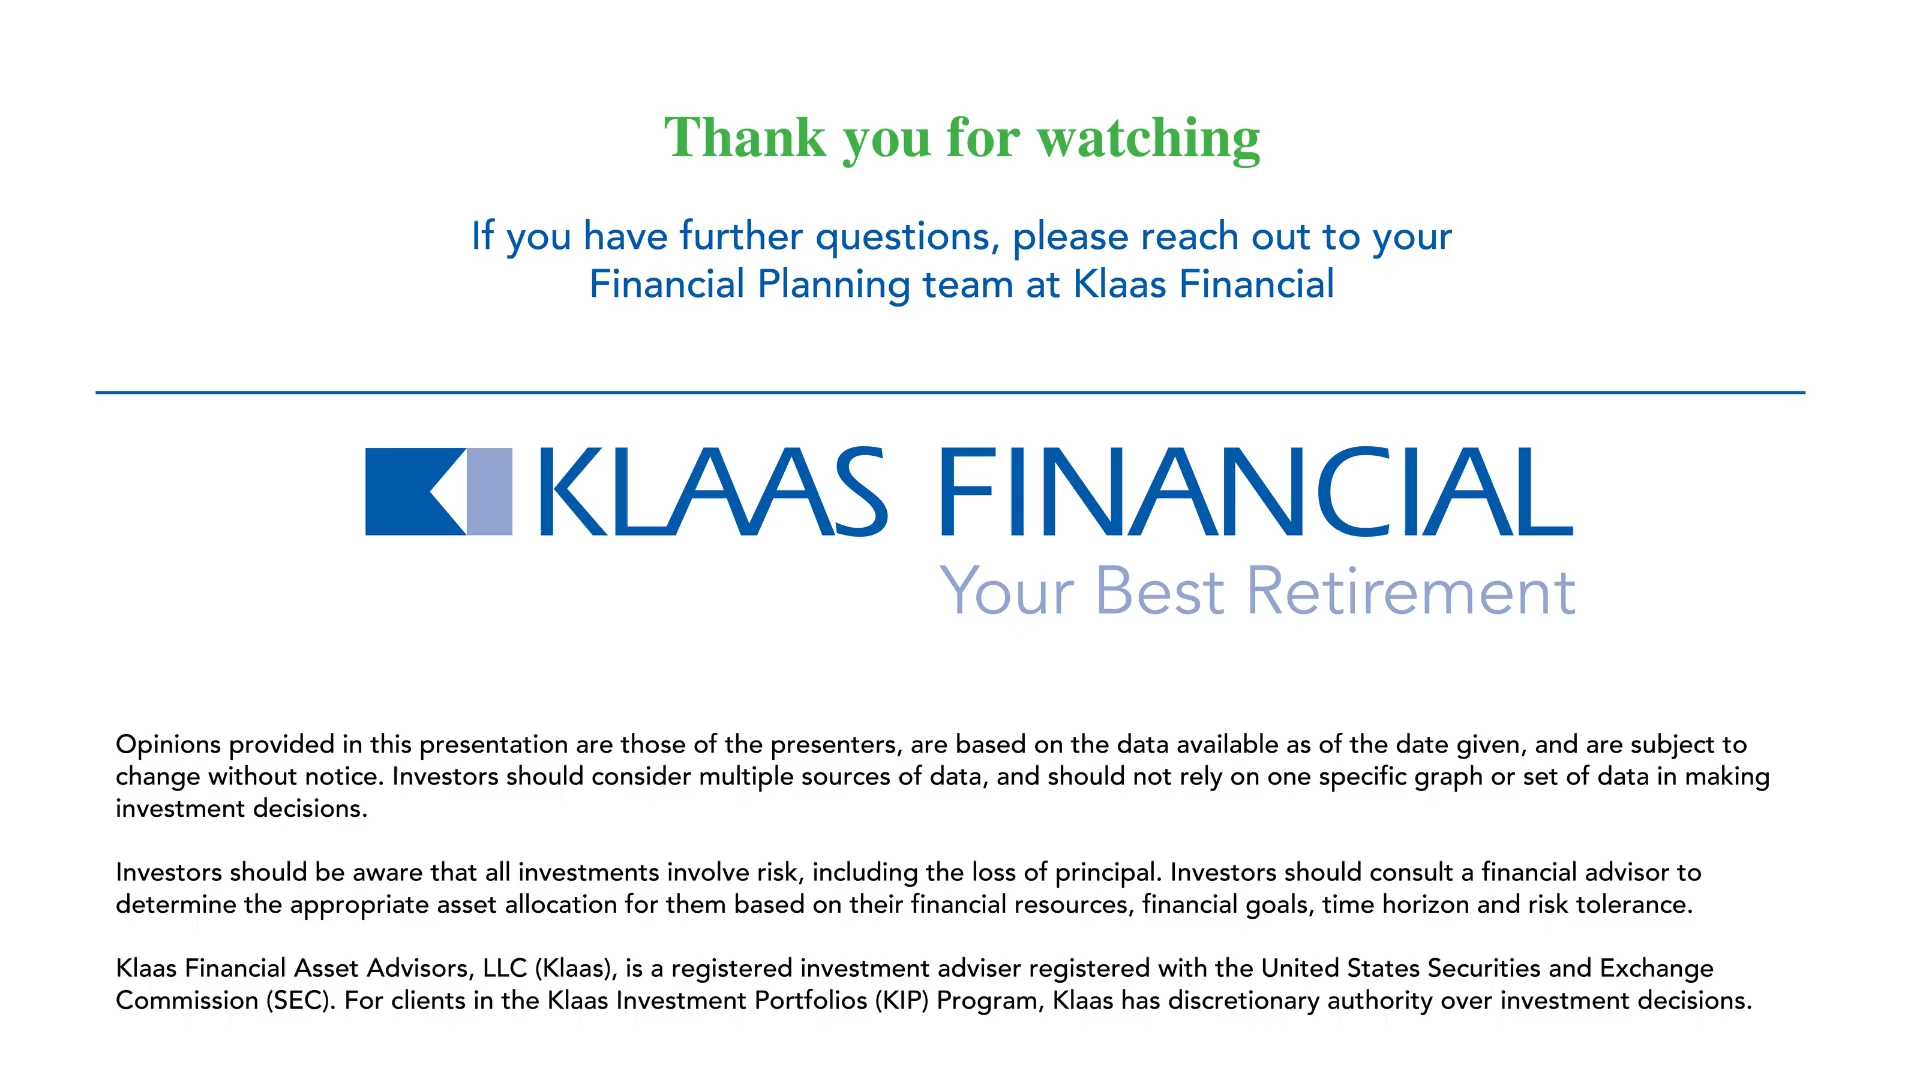 Thank you for watching
If you have further questions, please reach out to your
Financial Planning team at Klaas Financial
KLAAS FINANCIAL
Your Best Retirement
Opinions provided in this presentation are those of the presenters, are based on the data available as of the date given, and are subject to
change without notice. Investors should consider multiple sources of data, and should not rely on one specific graph or set of data in making
investment decisions.
Investors should be aware that all investments involve risk, including the loss of principal. Investors should consult a financial advisor to
determine the appropriate asset allocation for them based on their financial resources, financial goals, time horizon and risk tolerance.
Klaas Financial Asset Advisors, LLC (Klaas), is a registered investment adviser registered with the United States Securities and Exchange
Commission (SEC). For clients in the Klaas Investment Portfolios (KIP) Program, Klaas has discretionary authority over investment decisions.